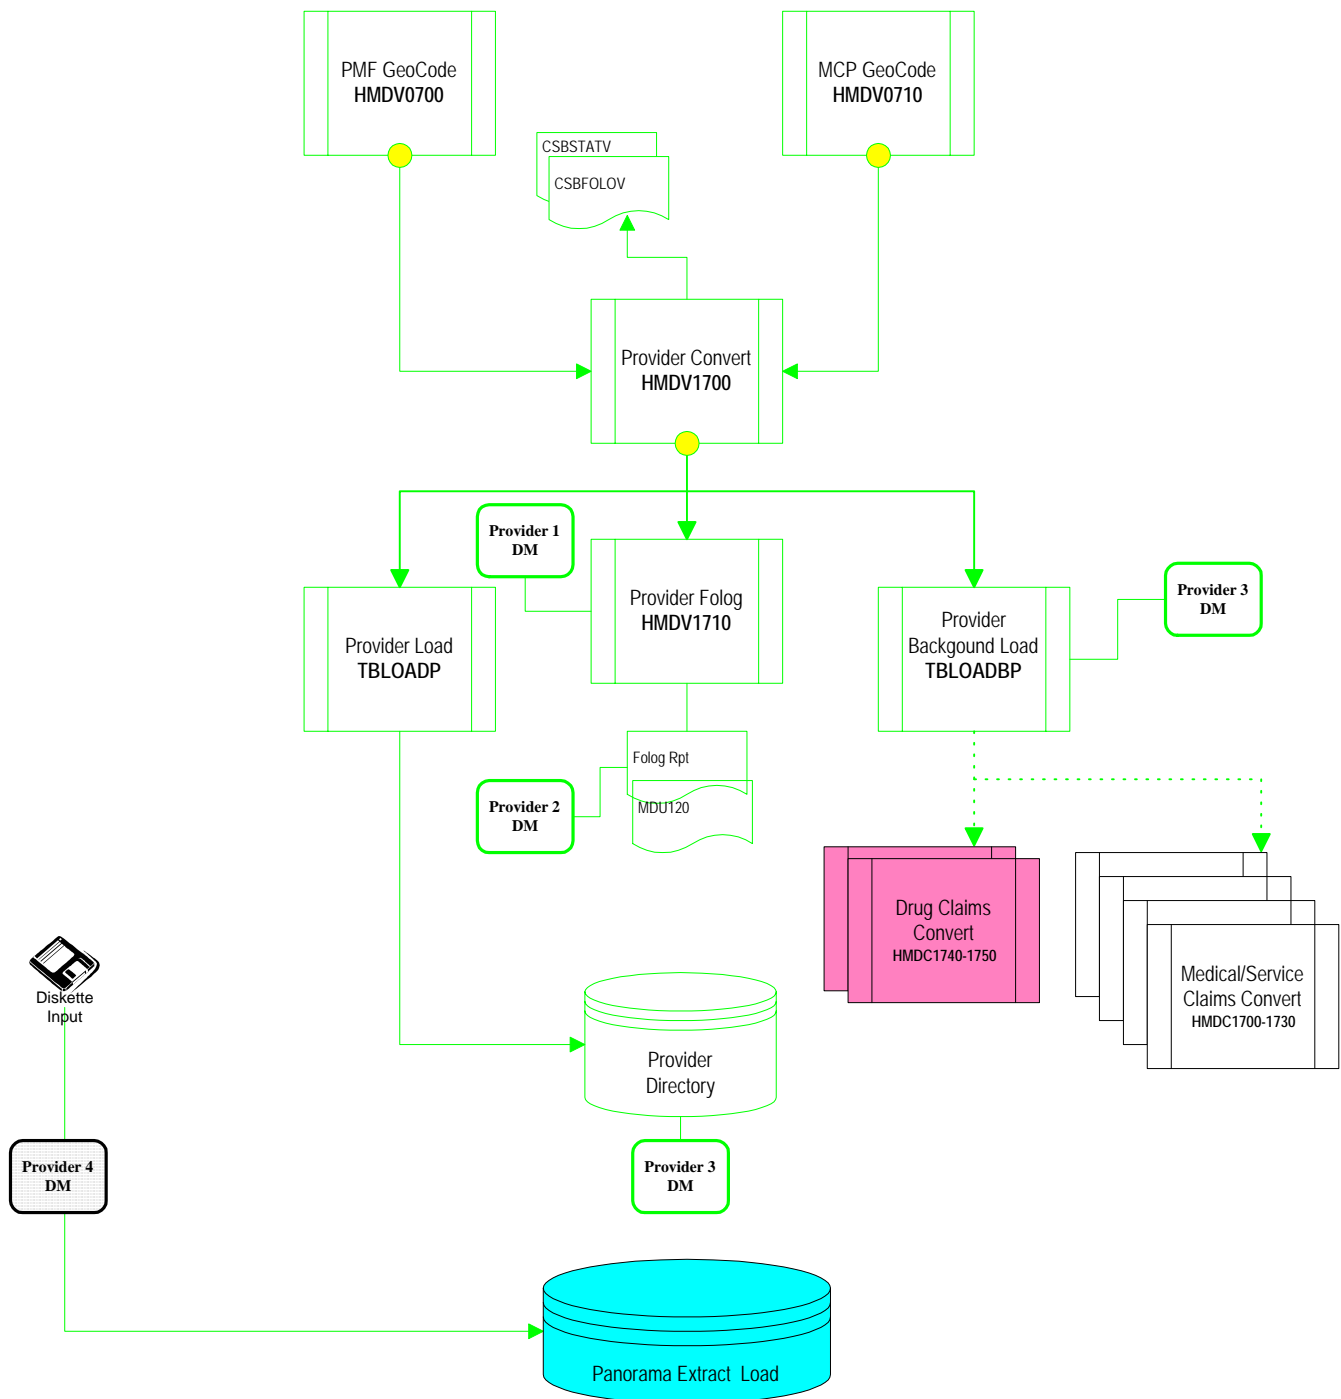 PMF GeoCode
HMDV0700
MCP GeoCode
HMDV0710
CSBSTATV
CSBFOLOV
Provider Convert
HMDV1700
Provider 1
DM
Provider Folog
HMDV1710
Provider 3
DM
Provider Load
TBLOADP
Provider
Backgound Load
TBLOADBP
Folog Rpt
MDU120
Provider 2
DM
Drug Claims
Convert
HMDC1740-1750
Medical/Service
Claims Convert
HMDC1700-1730
Diskette
Input
Provider
Directory
Provider 4
DM
Provider 3
DM
Panorama Extract Load